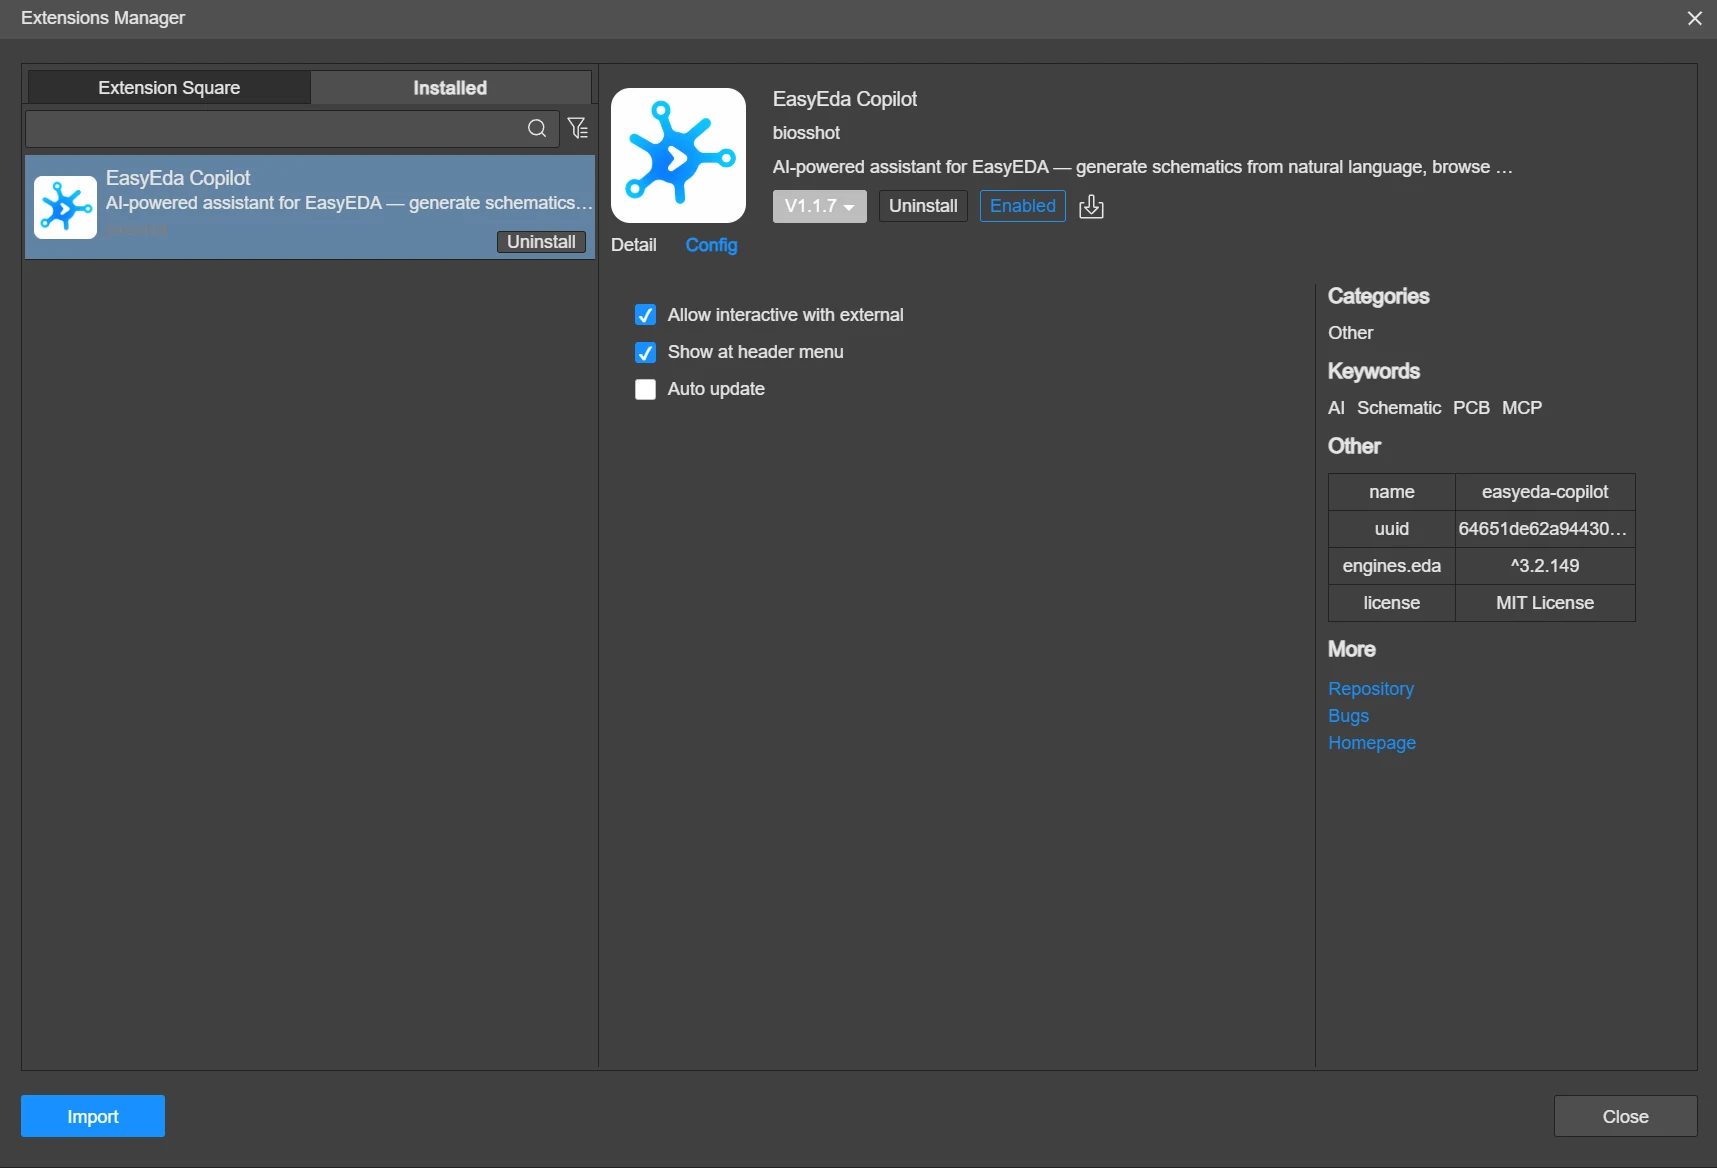 Extensions Manager
Extension Square
Installed
EasyEda Copilot
AI-powered assistant for EasyEDA — generate schematics...
Uninstall
EasyEda Copilot
biosshot
AI-powered assistant for EasyEDA — generate schematics from natural language, browse ...
V1.1.7
Uninstall
Enabled
Detail
Config
Allow interactive with external
Show at header menu
Auto update
Categories
Other
Keywords
AI Schematic PCB MCP
Other
name easyeda-copilot
uuid 64651de62a94430...
engines.eda ^3.2.149
license MIT License
More
Repository
Bugs
Homepage
Import
Close